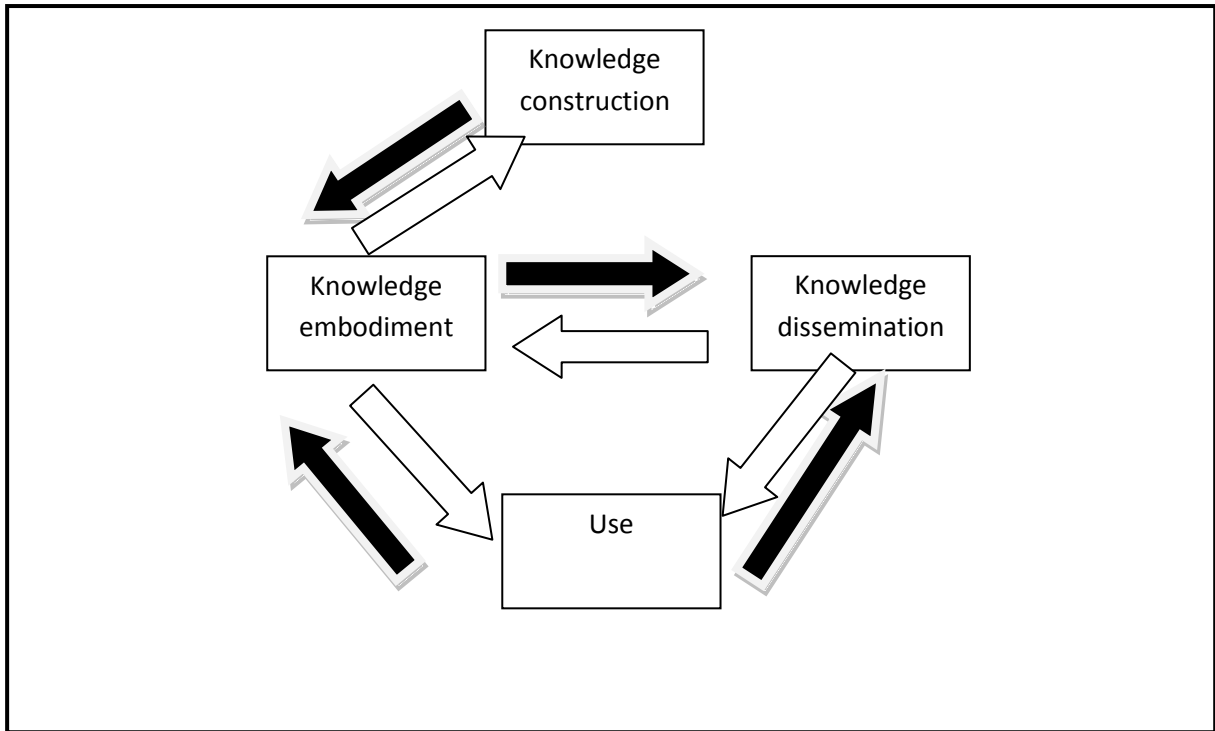 Knowledge
construction
Knowledge
embodiment
Knowledge
dissemination
Use